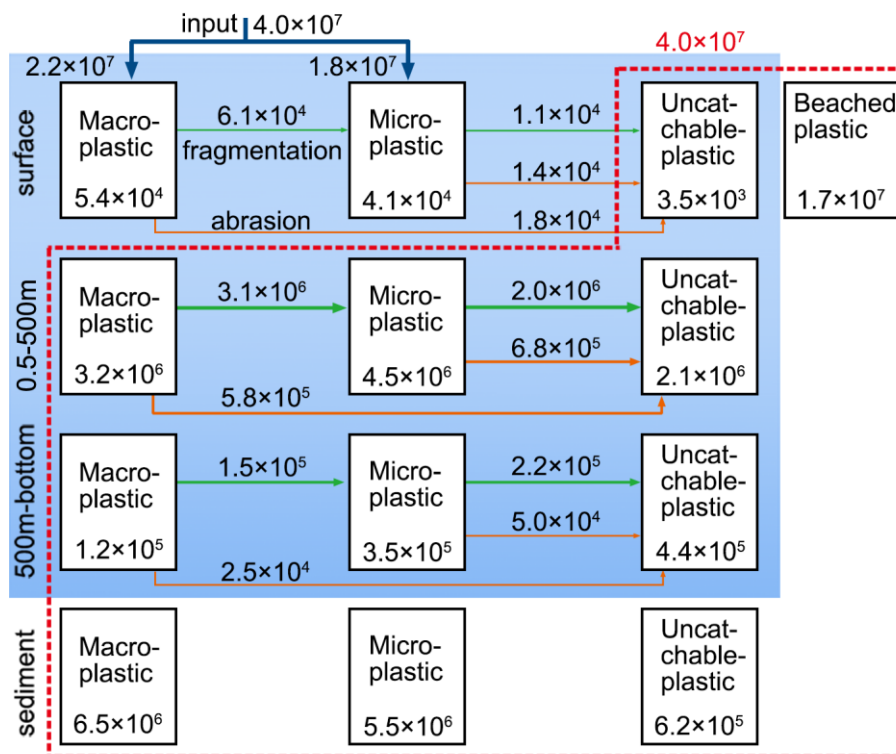 input 4.0×10⁷
4.0×10⁷
2.2×10⁷
1.8×10⁷
surface
Macro-
plastic
5.4×10⁴
6.1×10⁴
fragmentation
abrasion
Micro-
plastic
4.1×10⁴
1.1×10⁴
1.4×10⁴
1.8×10⁴
Uncat-
chable-
plastic
3.5×10³
Beached
plastic
1.7×10⁷
0.5-500m
Macro-
plastic
3.2×10⁶
3.1×10⁶
5.8×10⁵
Micro-
plastic
4.5×10⁶
2.0×10⁶
6.8×10⁵
Uncat-
chable-
plastic
2.1×10⁶
500m-bottom
Macro-
plastic
1.2×10⁵
1.5×10⁵
2.5×10⁴
Micro-
plastic
3.5×10⁵
2.2×10⁵
5.0×10⁴
Uncat-
chable-
plastic
4.4×10⁵
sediment
Macro-
plastic
6.5×10⁶
Micro-
plastic
5.5×10⁶
Uncat-
chable-
plastic
6.2×10⁵